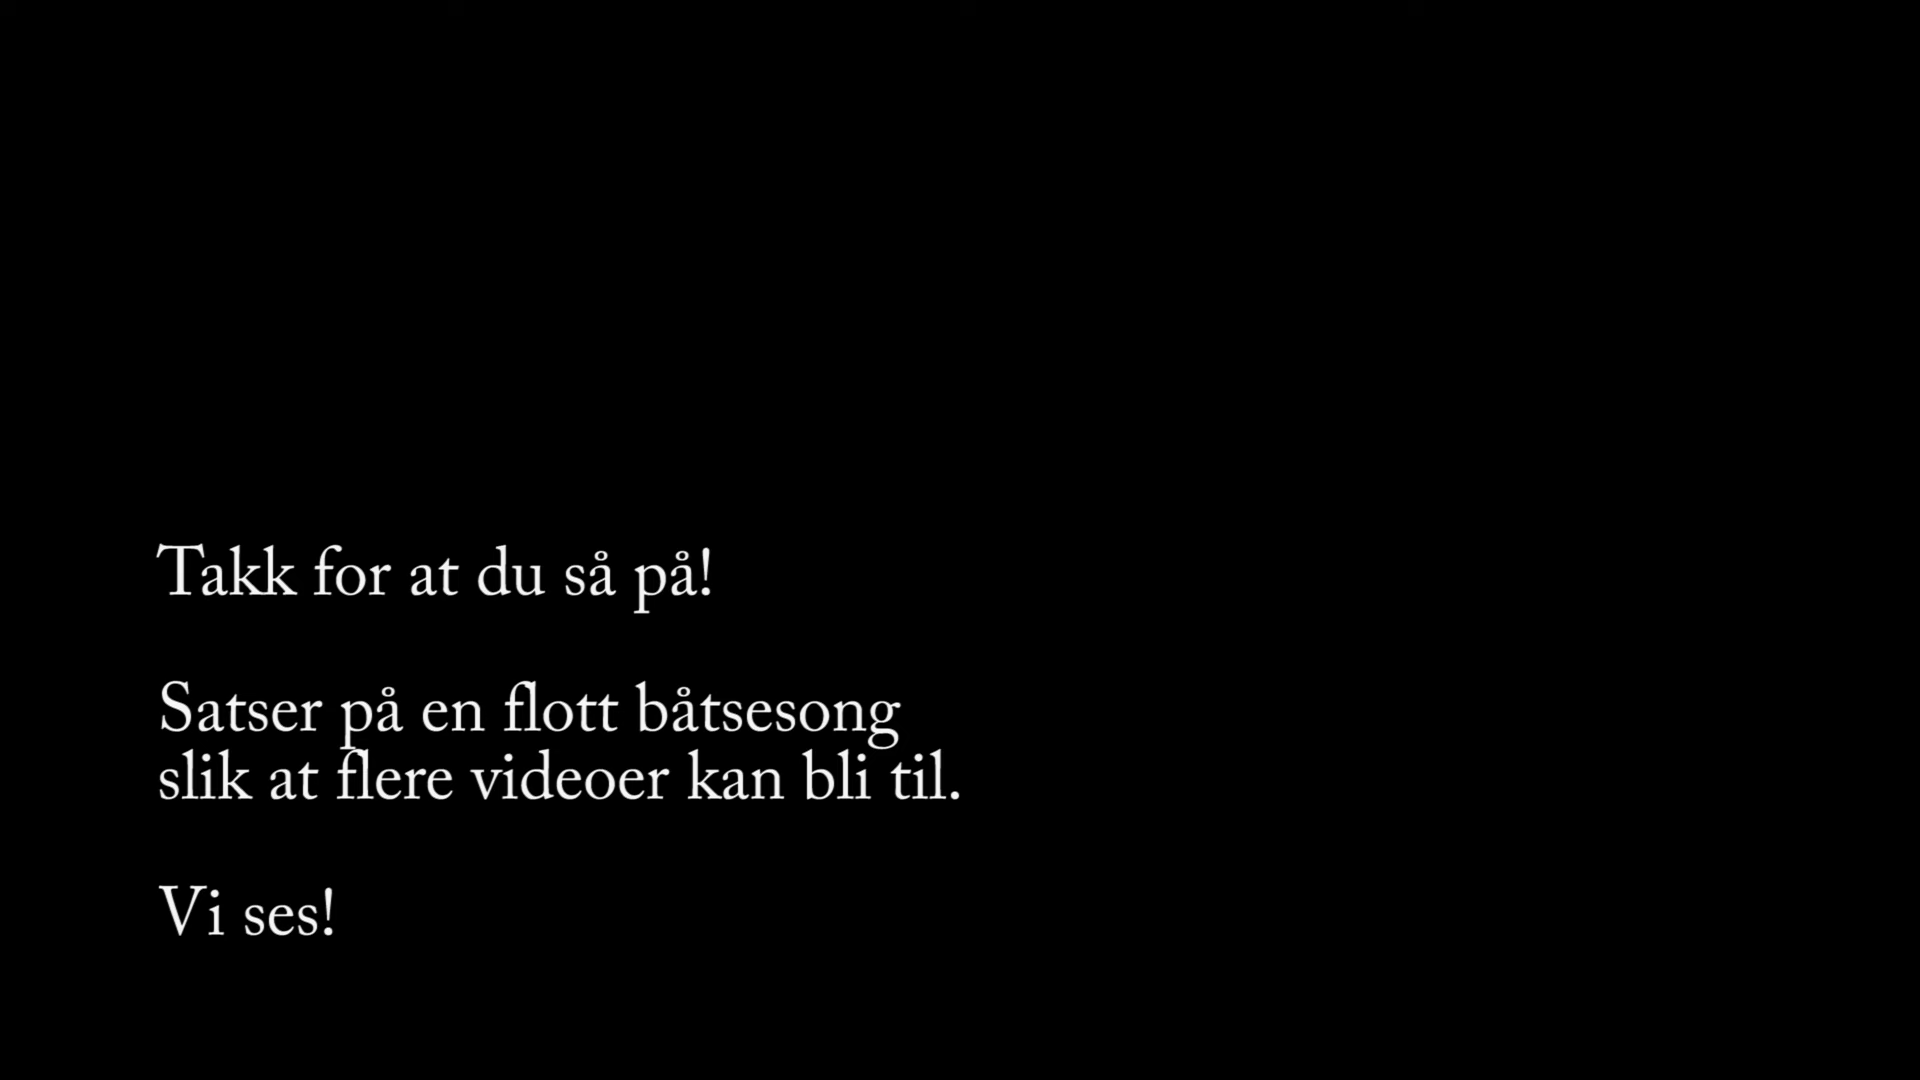 Takk for at du så på!
Satser på en flott båtsesong
slik at flere videoer kan bli til.
Vi ses!